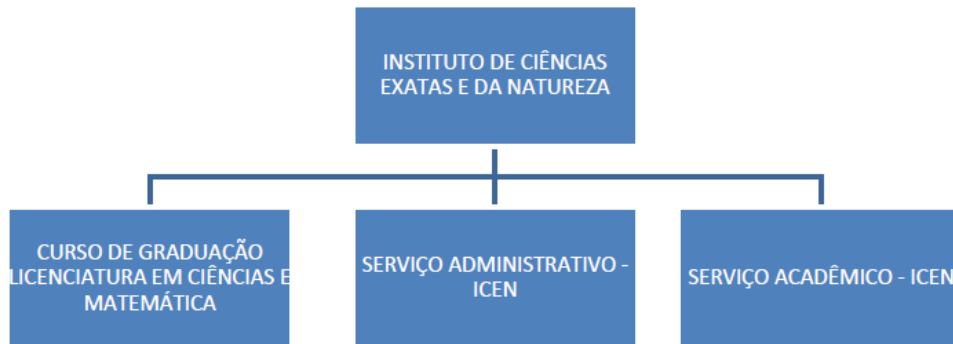 INSTITUTO DE CIÊNCIAS
EXATAS E DA NATUREZA
CURSO DE GRADUAÇÃO
LICENCIATURA EM CIÊNCIAS E
MATEMÁTICA
SERVIÇO ADMINISTRATIVO -
ICEN
SERVIÇO ACADÊMICO - ICEN